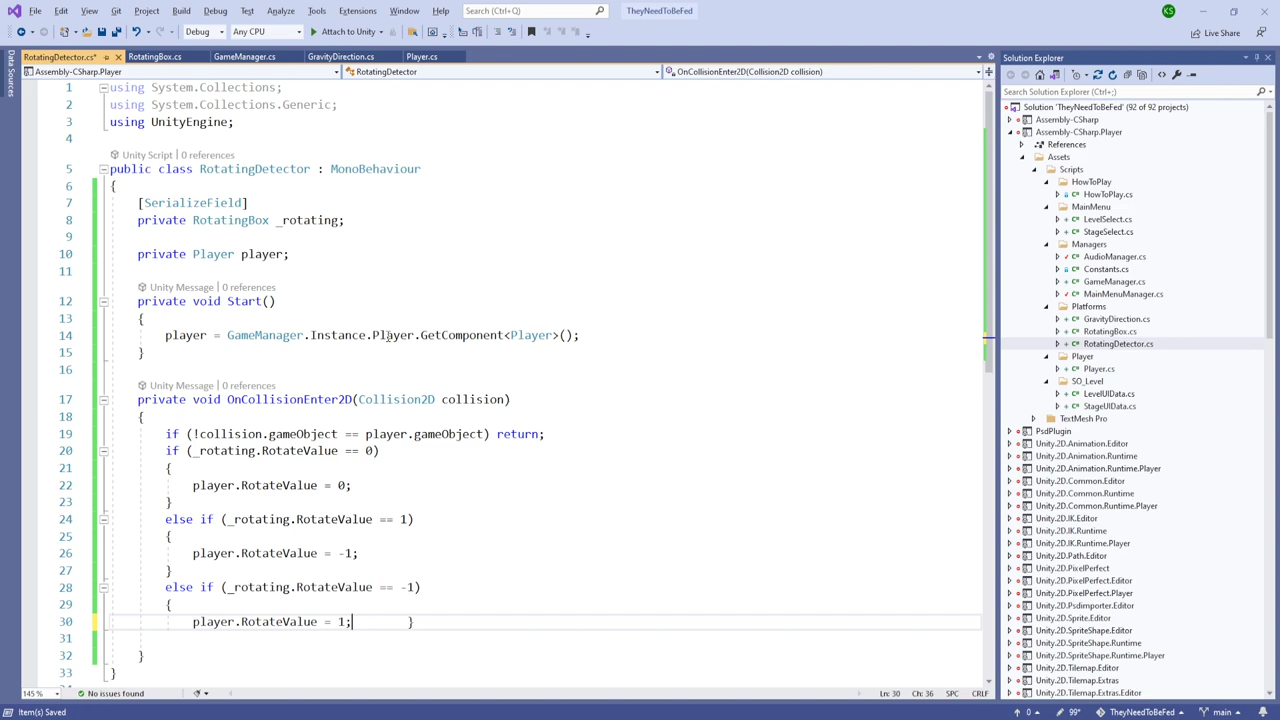 File Edit View Git Project Build Debug Test Analyze Tools Extensions Window Help Search (Ctrl+Q) TheyNeedToBeFed KS
Debug Any CPU Attach to Unity Live Share
RotatingDetector.cs* RotatingBox.cs GameManager.cs GravityDirection.cs Player.cs
Assembly-CSharp.Player RotatingDetector OnCollisionEnter2D(Collision2D collision)
Data Sources
1 using System.Collections;
2 using System.Collections.Generic;
3 using UnityEngine;
4
Unity Script | 0 references
5 public class RotatingDetector : MonoBehaviour
6 {
7 [SerializeField]
8 private RotatingBox _rotating;
9
10 private Player player;
11
Unity Message | 0 references
12 private void Start()
13 {
14 player = GameManager.Instance.Player.GetComponent<Player>();
15 }
16
Unity Message | 0 references
17 private void OnCollisionEnter2D(Collision2D collision)
18 {
19 if (!collision.gameObject == player.gameObject) return;
20 if (_rotating.RotateValue == 0)
21 {
22 player.RotateValue = 0;
23 }
24 else if (_rotating.RotateValue == 1)
25 {
26 player.RotateValue = -1;
27 }
28 else if (_rotating.RotateValue == -1)
29 {
30 player.RotateValue = 1; }
31
32 }
33 }
145 % No issues found Ln: 30 Ch: 36 SPC CRLF
Item(s) Saved 0 99+ TheyNeedToBeFed main
Solution Explorer
Search Solution Explorer (Ctrl+;)
Solution 'TheyNeedToBeFed' (92 of 92 projects)
Assembly-CSharp
Assembly-CSharp.Player
References
Assets
Scripts
HowToPlay
HowToPlay.cs
MainMenu
LevelSelect.cs
StageSelect.cs
Managers
AudioManager.cs
Constants.cs
GameManager.cs
MainMenuManager.cs
Platforms
GravityDirection.cs
RotatingBox.cs
RotatingDetector.cs
Player
Player.cs
SO_Level
LevelUIData.cs
StageUIData.cs
TextMesh Pro
PsdPlugin
Unity.2D.Animation.Editor
Unity.2D.Animation.Runtime
Unity.2D.Animation.Runtime.Player
Unity.2D.Common.Editor
Unity.2D.Common.Runtime
Unity.2D.Common.Runtime.Player
Unity.2D.IK.Editor
Unity.2D.IK.Runtime
Unity.2D.IK.Runtime.Player
Unity.2D.Path.Editor
Unity.2D.PixelPerfect
Unity.2D.PixelPerfect.Editor
Unity.2D.PixelPerfect.Player
Unity.2D.Psdimporter.Editor
Unity.2D.Sprite.Editor
Unity.2D.SpriteShape.Editor
Unity.2D.SpriteShape.Runtime
Unity.2D.SpriteShape.Runtime.Player
Unity.2D.Tilemap.Editor
Unity.2D.Tilemap.Extras
Unity.2D.Tilemap.Extras.Editor